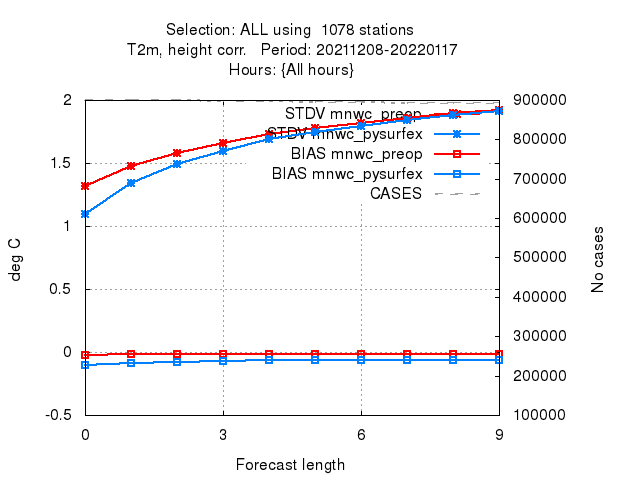 Selection: ALL using  1078 stations
T2m, height corr.   Period: 20211208-20220117
Hours: {All hours}
2
1.5
1
0.5
0
-0.5
deg C
STDV mnwc_preop
STDV mnwc_pysurfex
BIAS mnwc_preop
BIAS mnwc_pysurfex
CASES
900000
800000
700000
600000
500000
400000
300000
200000
100000
No cases
0
3
6
9
Forecast length